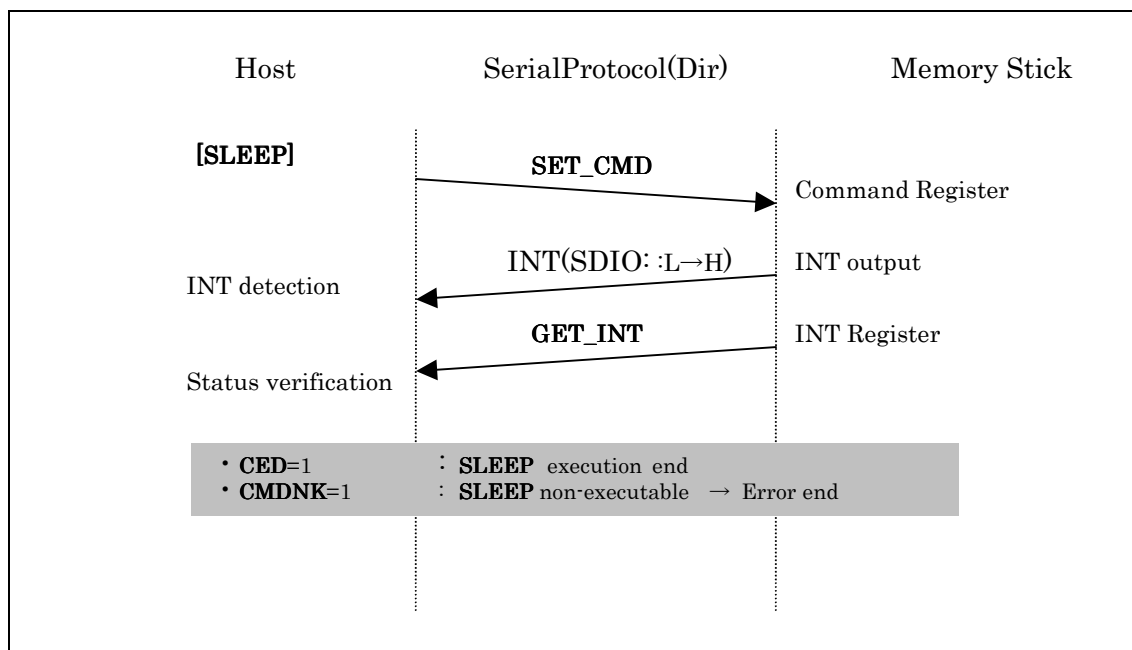 Host SerialProtocol(Dir) Memory Stick
[SLEEP]
SET_CMD
Command Register
INT(SDIO: :L→H)
INT output
INT detection
GET_INT
INT Register
Status verification
・CED=1 : SLEEP execution end
・CMDNK=1 : SLEEP non-executable → Error end